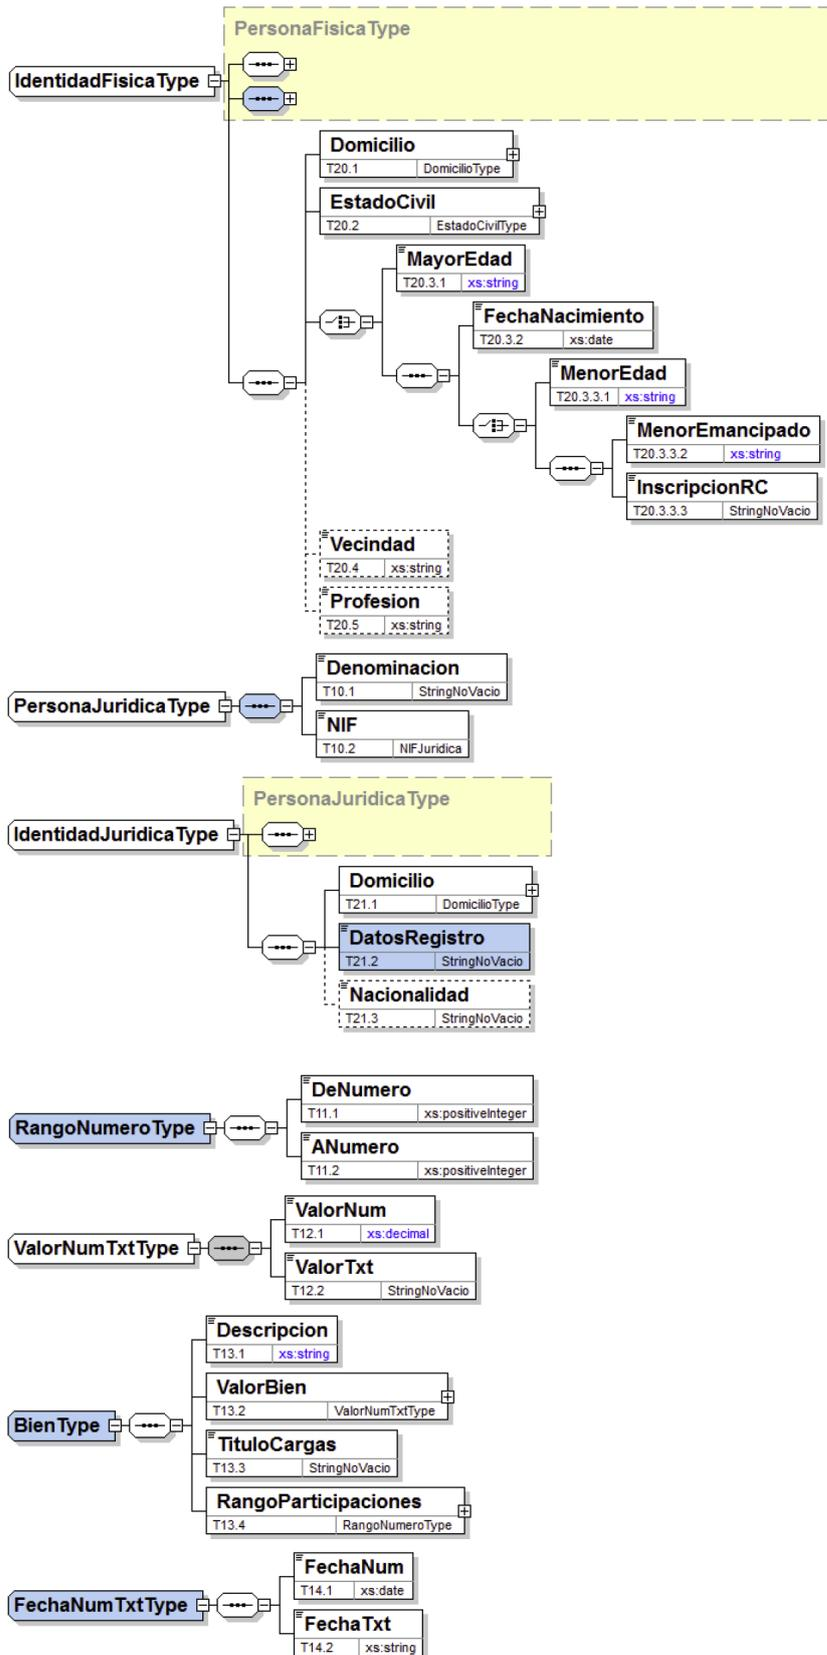 PersonaFisicaType
IdentidadFisicaType
Domicilio
T20.1 DomicilioType
EstadoCivil
T20.2 EstadoCivilType
MayorEdad
T20.3.1 xs:string
FechaNacimiento
T20.3.2 xs:date
MenorEdad
T20.3.3.1 xs:string
MenorEmancipado
T20.3.3.2 xs:string
InscripcionRC
T20.3.3.3 StringNoVacio
Vecindad
T20.4 xs:string
Profesion
T20.5 xs:string
PersonaJuridicaType
Denominacion
T10.1 StringNoVacio
NIF
T10.2 NIFJuridica
PersonaJuridicaType
IdentidadJuridicaType
Domicilio
T21.1 DomicilioType
DatosRegistro
T21.2 StringNoVacio
Nacionalidad
T21.3 StringNoVacio
RangoNumeroType
DeNumero
T11.1 xs:positiveInteger
ANumero
T11.2 xs:positiveInteger
ValorNumTxtType
ValorNum
T12.1 xs:decimal
ValorTxt
T12.2 StringNoVacio
BienType
Descripcion
T13.1 xs:string
ValorBien
T13.2 ValorNumTxtType
TituloCargas
T13.3 StringNoVacio
RangoParticipaciones
T13.4 RangoNumeroType
FechaNumTxtType
FechaNum
T14.1 xs:date
FechaTxt
T14.2 xs:string